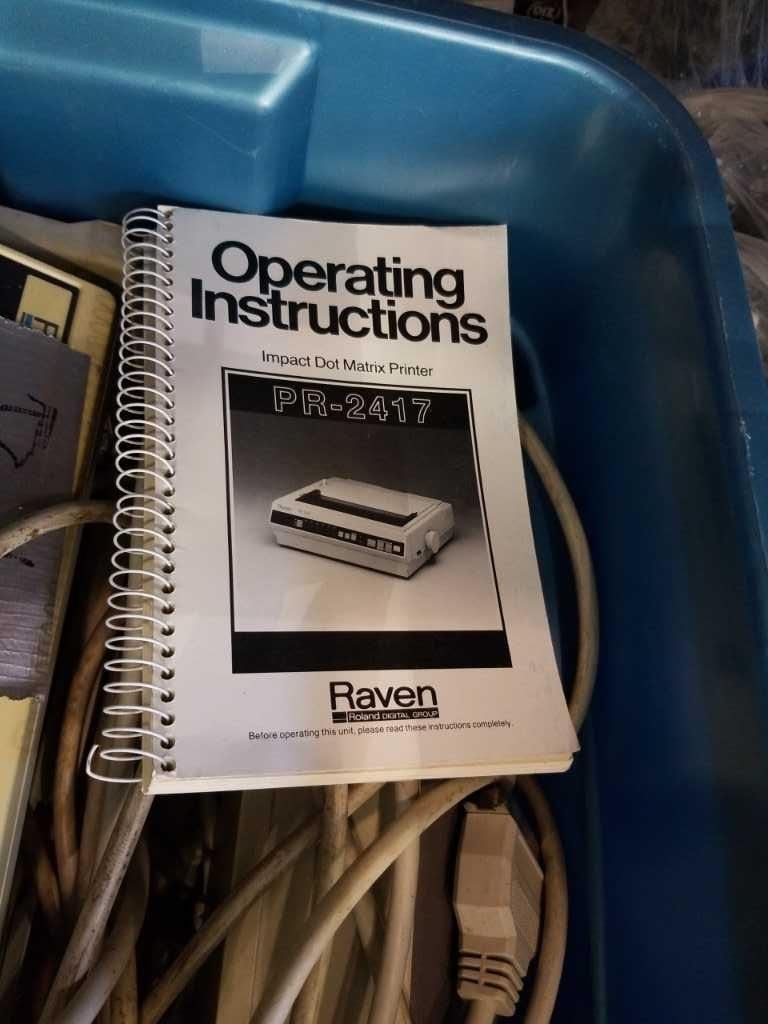 Operating
Instructions
Impact Dot Matrix Printer
PR-2417
Raven
Roland DIGITAL GROUP
Before operating this unit, please read these instructions completely.